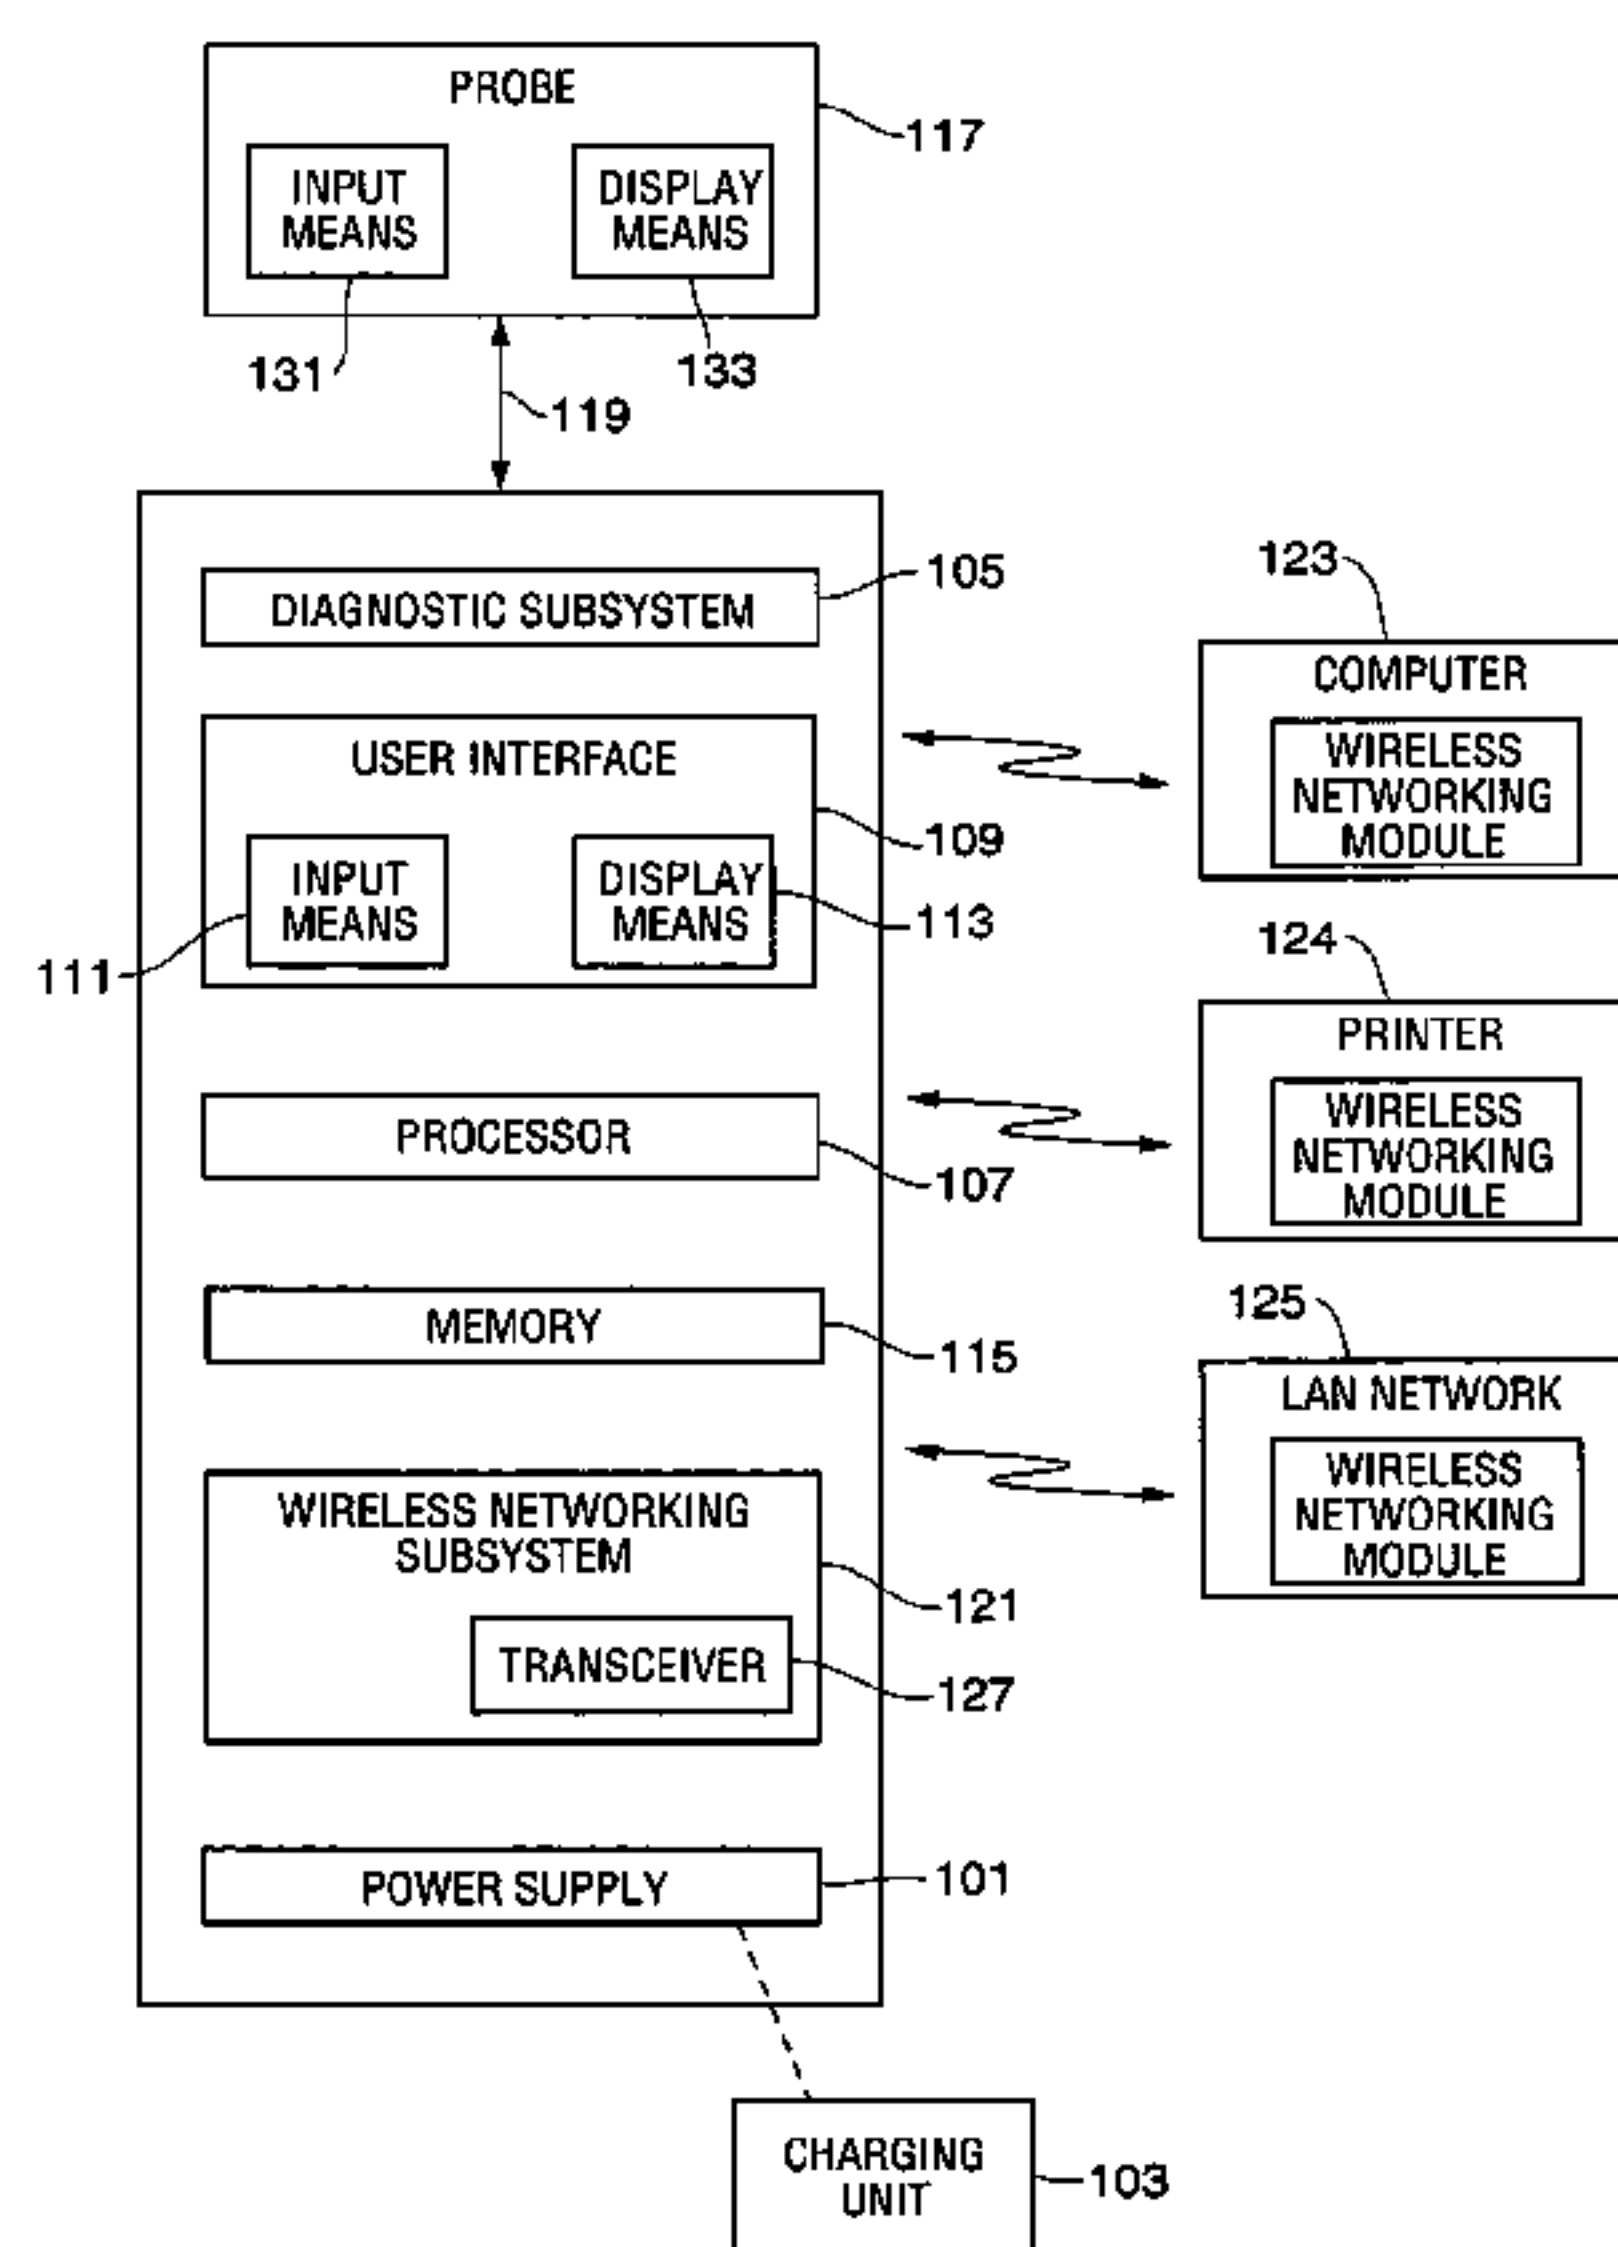 PROBE
117
INPUT
MEANS
DISPLAY
MEANS
131
133
119
105
DIAGNOSTIC SUBSYSTEM
USER INTERFACE
109
INPUT
MEANS
DISPLAY
MEANS
113
111
PROCESSOR
107
MEMORY
115
WIRELESS NETWORKING
SUBSYSTEM
121
TRANSCEIVER
127
POWER SUPPLY
101
CHARGING
UNIT
103
123
COMPUTER
WIRELESS
NETWORKING
MODULE
124
PRINTER
WIRELESS
NETWORKING
MODULE
125
LAN NETWORK
WIRELESS
NETWORKING
MODULE